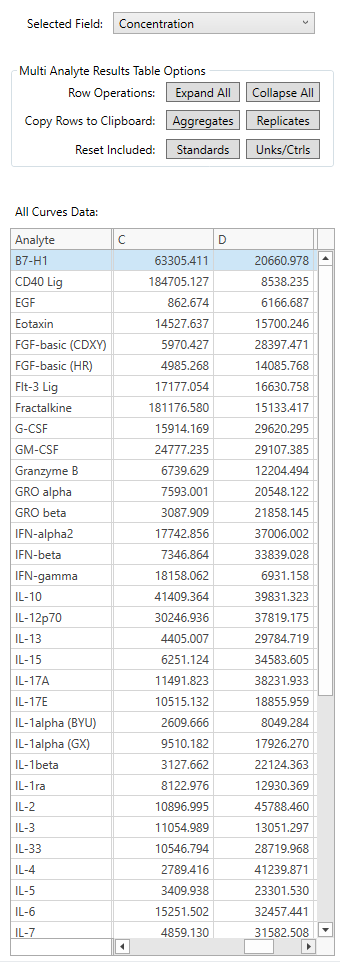 Selected Field: Concentration
Multi Analyte Results Table Options
Row Operations: Expand All Collapse All
Copy Rows to Clipboard: Aggregates Replicates
Reset Included: Standards Unks/Ctrls
All Curves Data:
Analyte C D
B7-H1 63305.411 20660.978
CD40 Lig 184705.127 8538.235
EGF 862.674 6166.687
Eotaxin 14527.637 15700.246
FGF-basic (CDXY) 5970.427 28397.471
FGF-basic (HR) 4985.268 14085.768
Flt-3 Lig 17177.054 16630.758
Fractalkine 181176.580 15133.417
G-CSF 15914.169 29620.295
GM-CSF 24777.235 29107.385
Granzyme B 6739.629 12204.494
GRO alpha 7593.001 20548.122
GRO beta 3087.909 21858.145
IFN-alpha2 17742.856 37006.002
IFN-beta 7346.864 33839.028
IFN-gamma 18158.062 6931.158
IL-10 41409.364 39831.323
IL-12p70 30246.936 37819.175
IL-13 4405.007 29784.719
IL-15 6251.124 34583.605
IL-17A 11491.823 38231.933
IL-17E 10515.132 18855.959
IL-1alpha (BYU) 2609.666 8049.284
IL-1alpha (GX) 9510.182 17926.270
IL-1beta 3127.662 22124.363
IL-1ra 8122.976 12930.369
IL-2 10896.995 45788.460
IL-3 11054.989 13051.297
IL-33 10546.794 28719.968
IL-4 2789.416 41239.871
IL-5 3409.938 23301.530
IL-6 15251.502 32457.441
IL-7 4859.130 31582.508